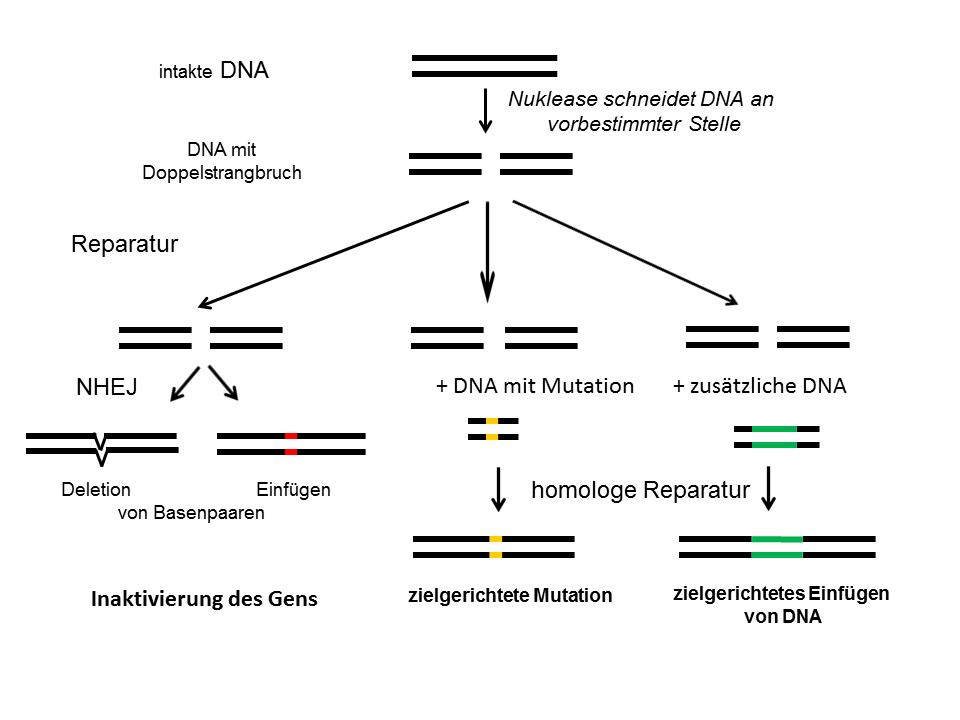 intakte DNA
Nuklease schneidet DNA an
vorbestimmter Stelle
DNA mit
Doppelstrangbruch
Reparatur
NHEJ
+ DNA mit Mutation
+ zusätzliche DNA
Deletion Einfügen
von Basenpaaren
homologe Reparatur
Inaktivierung des Gens
zielgerichtete Mutation
zielgerichtetes Einfügen
von DNA